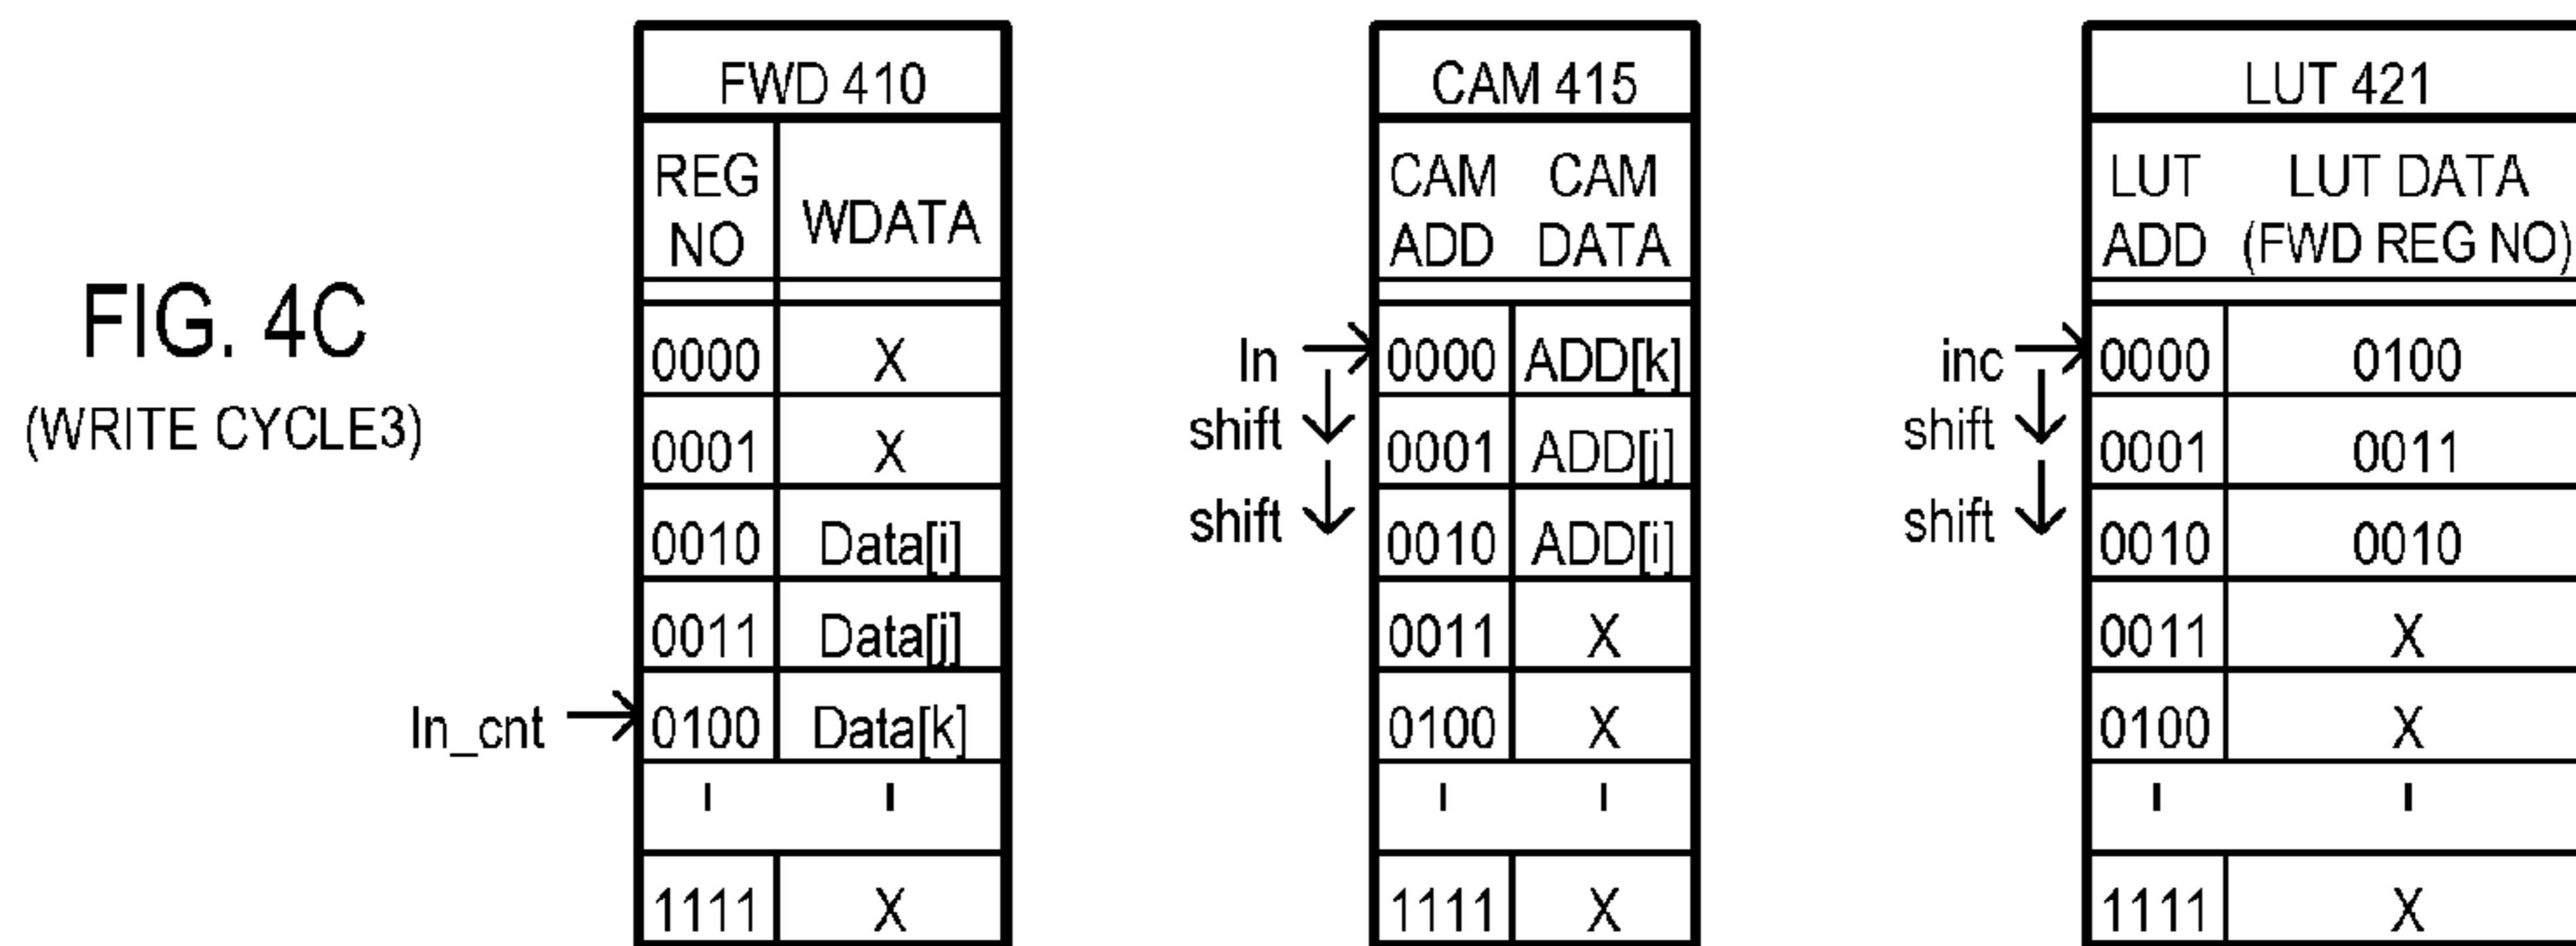 FIG. 4C
(WRITE CYCLE3)
FWD 410
REG NO WDATA
0000 X
0001 X
0010 Data[i]
0011 Data[j]
In_cnt 0100 Data[k]
1111 X
CAM 415
CAM ADD CAM DATA
In 0000 ADD[k]
shift 0001 ADD[j]
shift 0010 ADD[i]
0011 X
0100 X
1111 X
LUT 421
LUT ADD LUT DATA (FWD REG NO)
inc 0000 0100
shift 0001 0011
shift 0010 0010
0011 X
0100 X
1111 X